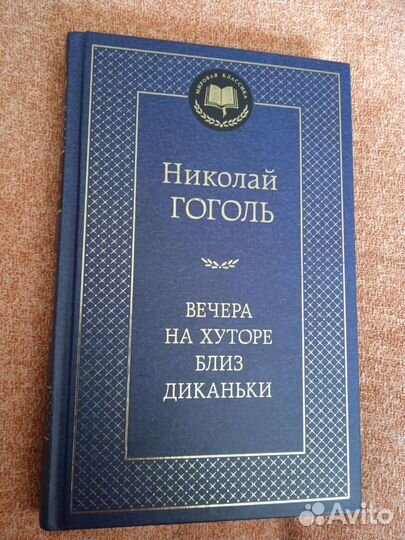 МИРОВАЯ КЛАССИКА
Николай
ГОГОЛЬ
ВЕЧЕРА
НА ХУТОРЕ
БЛИЗ
ДИКАНЬКИ
Avito